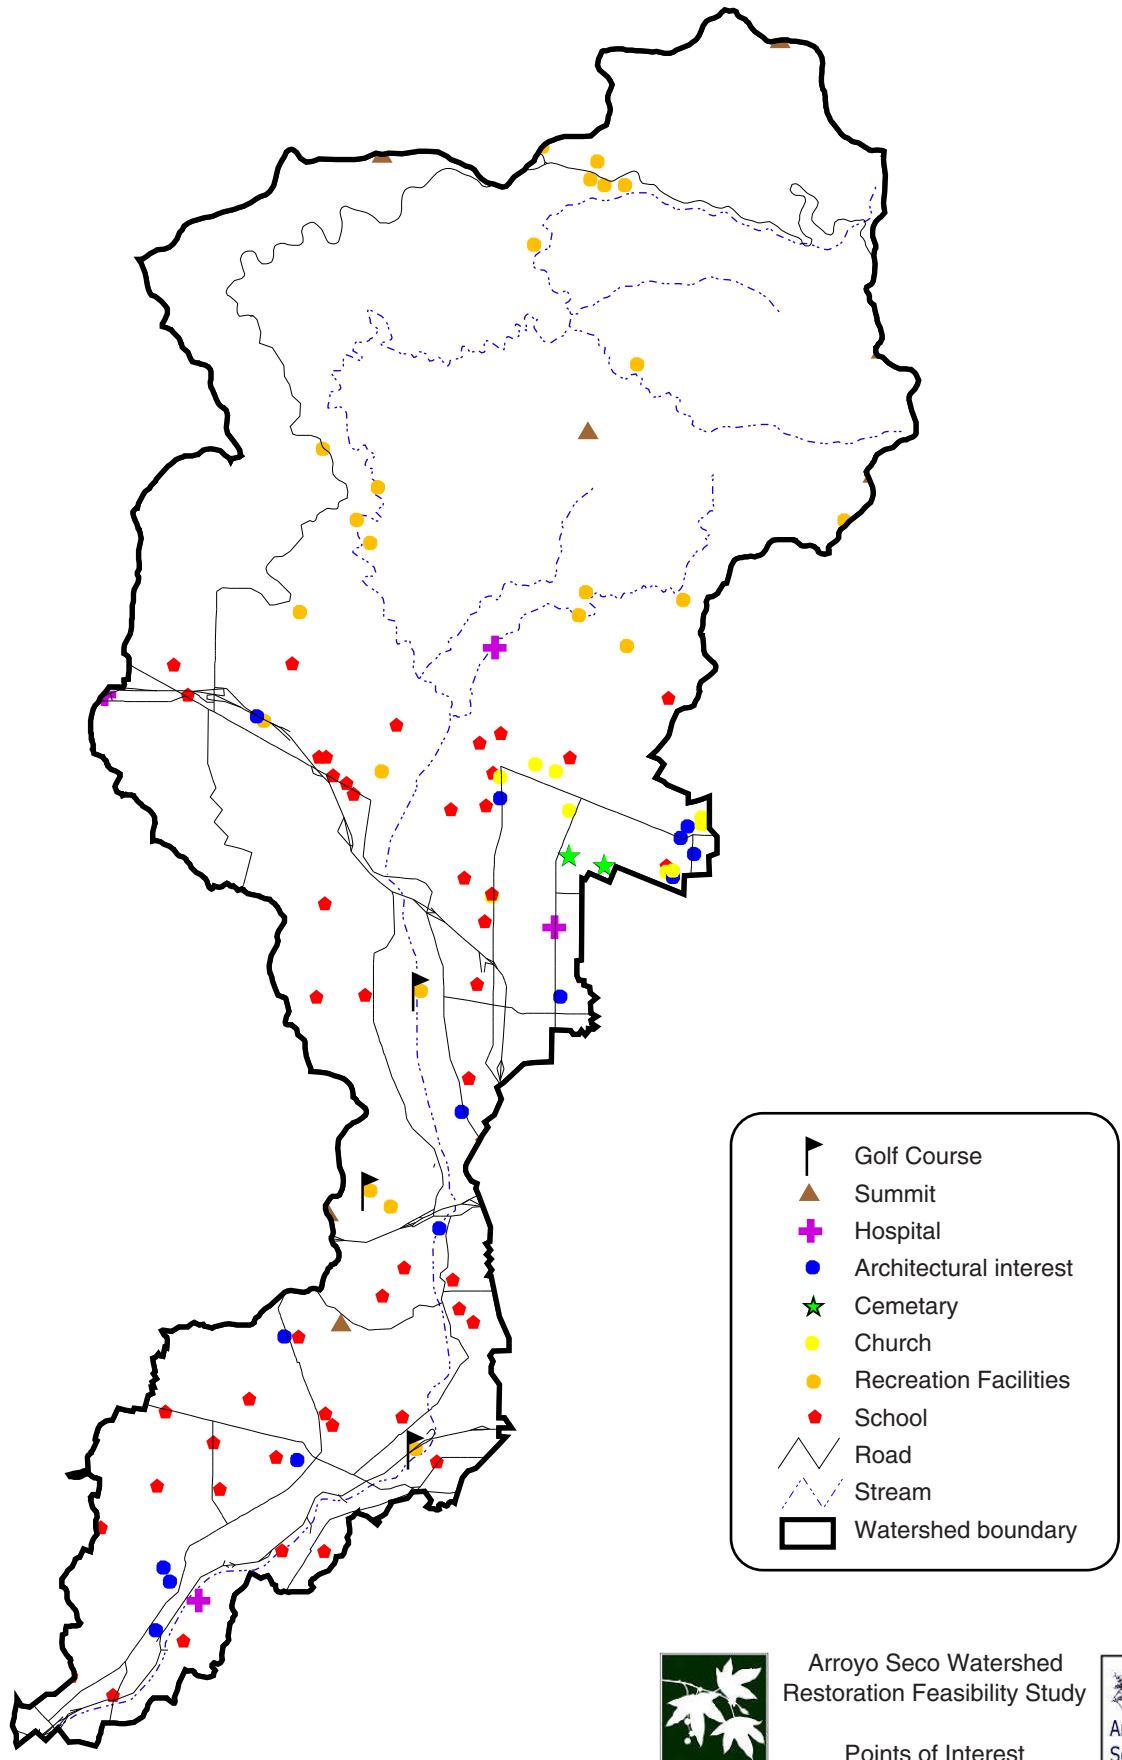 Golf Course
Summit
Hospital
Architectural interest
Cemetary
Church
Recreation Facilities
School
Road
Stream
Watershed boundary
Arroyo Seco Watershed
Restoration Feasibility Study
Points of Interest